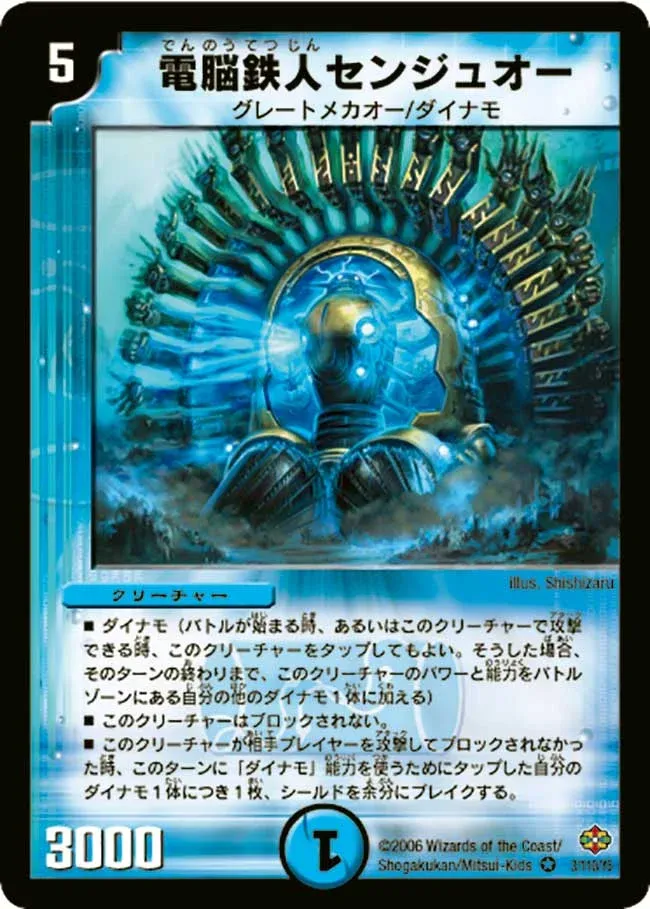 5
でんのうてつじん
電脳鉄人センジュオー
グレートメカオー/ダイナモ
illus. Shishizaru
クリーチャー
■ ダイナモ(バトルが始まる時、あるいはこのクリーチャーで攻撃
できる時、このクリーチャーをタップしてもよい。そうした場合、
そのターンの終わりまで、このクリーチャーのパワーと能力をバトル
ゾーンにある自分の他のダイナモ1体に加える)
■ このクリーチャーはブロックされない。
■ このクリーチャーが相手プレイヤーを攻撃してブロックされなかっ
た時、このターンに「ダイナモ」能力を使うためにタップした自分の
ダイナモ1体につき1枚、シールドを余分にブレイクする。
3000
1
©2006 Wizards of the Coast/
Shogakukan/Mitsui-Kids
3/110/Y5